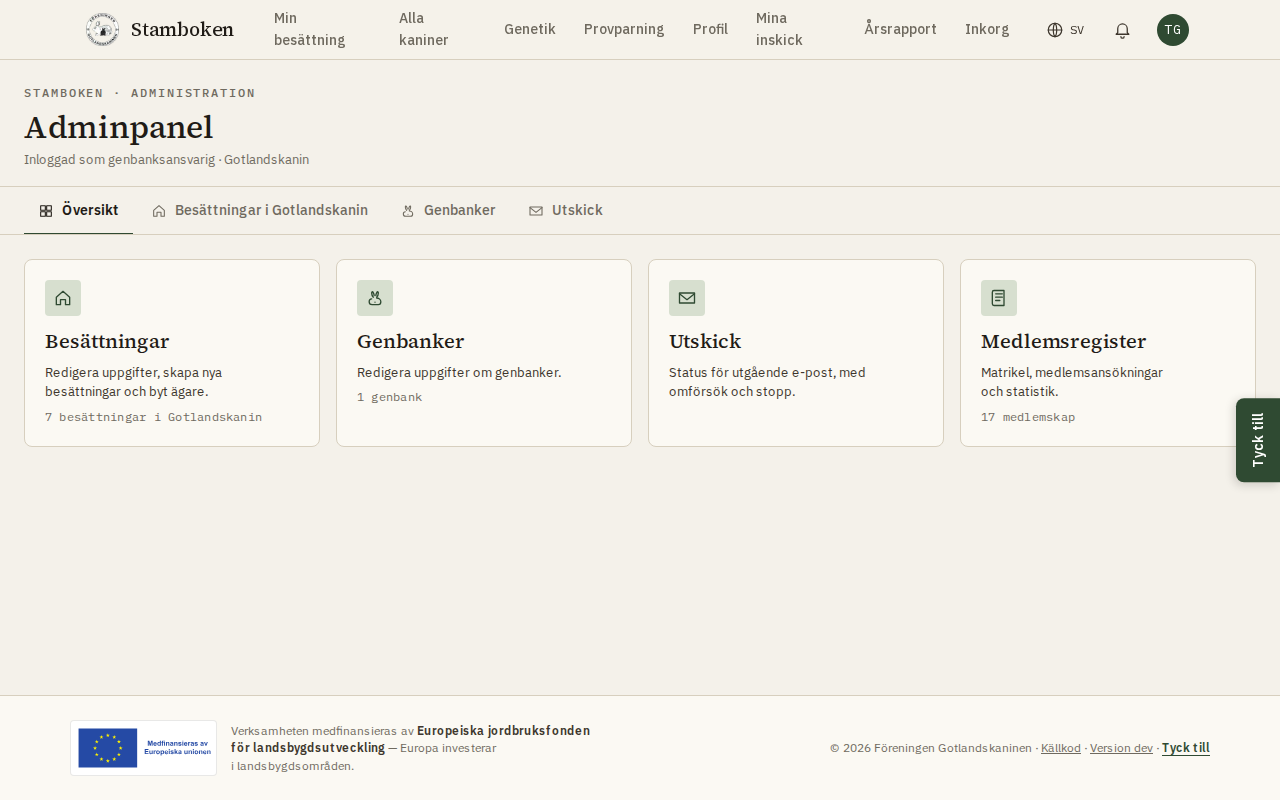 Stamboken
Min besättning
Alla kaniner
Genetik
Provparning
Profil
Mina inskick
Årsrapport
Inkorg
SV
TG
STAMBOKEN · ADMINISTRATION
Adminpanel
Inloggad som genbanksansvarig · Gotlandskanin
Översikt
Besättningar i Gotlandskanin
Genbanker
Utskick
Besättningar
Redigera uppgifter, skapa nya
besättningar och byt ägare.
7 besättningar i Gotlandskanin
Genbanker
Redigera uppgifter om genbanker.
1 genbank
Utskick
Status för utgående e-post, med
omförsök och stopp.
Medlemsregister
Matrikel, medlemsansökningar
och statistik.
17 medlemskap
Tyck till
Medfinansieras av
Europeiska unionen
Verksamheten medfinansieras av Europeiska jordbruksfonden
för landsbygdsutveckling — Europa investerar
i landsbygdsområden.
© 2026 Föreningen Gotlandskaninen · Källkod · Version dev · Tyck till